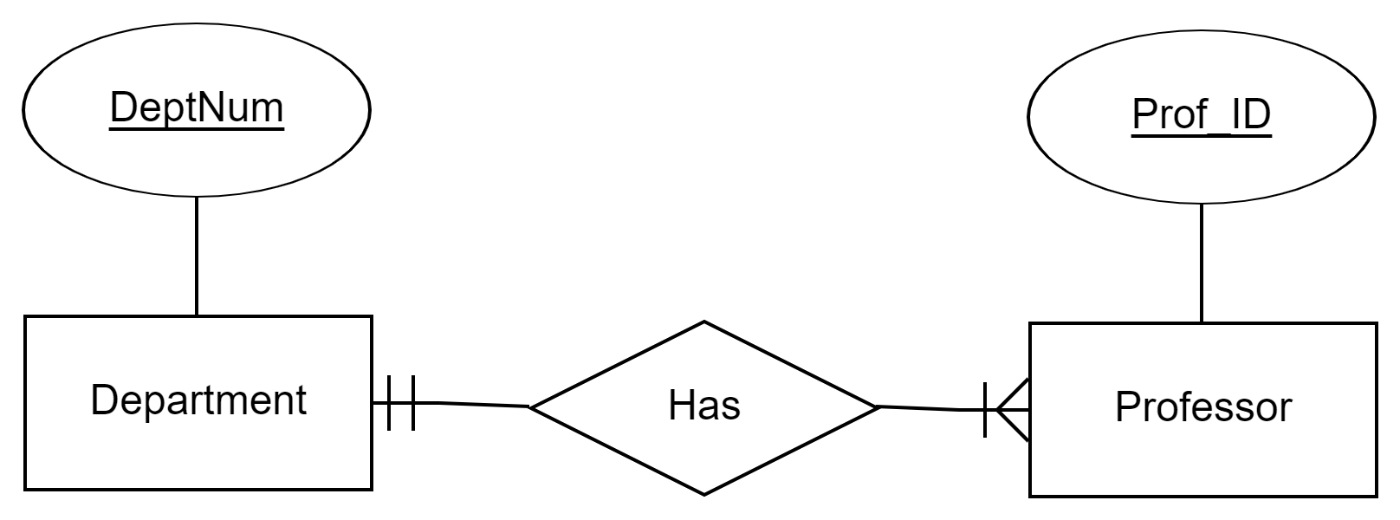 DeptNum
Prof_ID
Department
Has
Professor